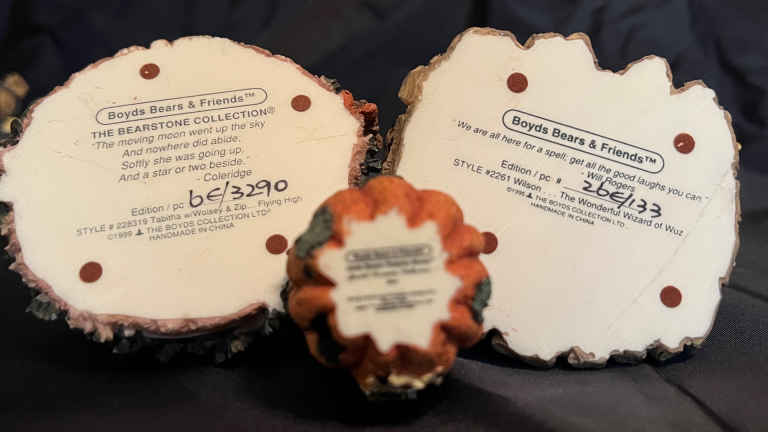 Boyds Bears & Friends™
THE BEARSTONE COLLECTION®
"The moving moon went up the sky
And nowhere did abide,
Softly she was going up,
And a star or two beside."
- Coleridge
Edition / pc 6E/3290
STYLE # 228319 Tabitha w/Wolsey & Zip... Flying High
©1999 THE BOYDS COLLECTION LTD®
HANDMADE IN CHINA
Boyds Bears & Friends™
"We are all here for a spell, get all the good laughs you can"
- Will Rogers
Edition / pc # 26E/133
STYLE #2261 Wilson . . . The Wonderful Wizard of Wuz
©1995 THE BOYDS COLLECTION LTD.
HANDMADE IN CHINA